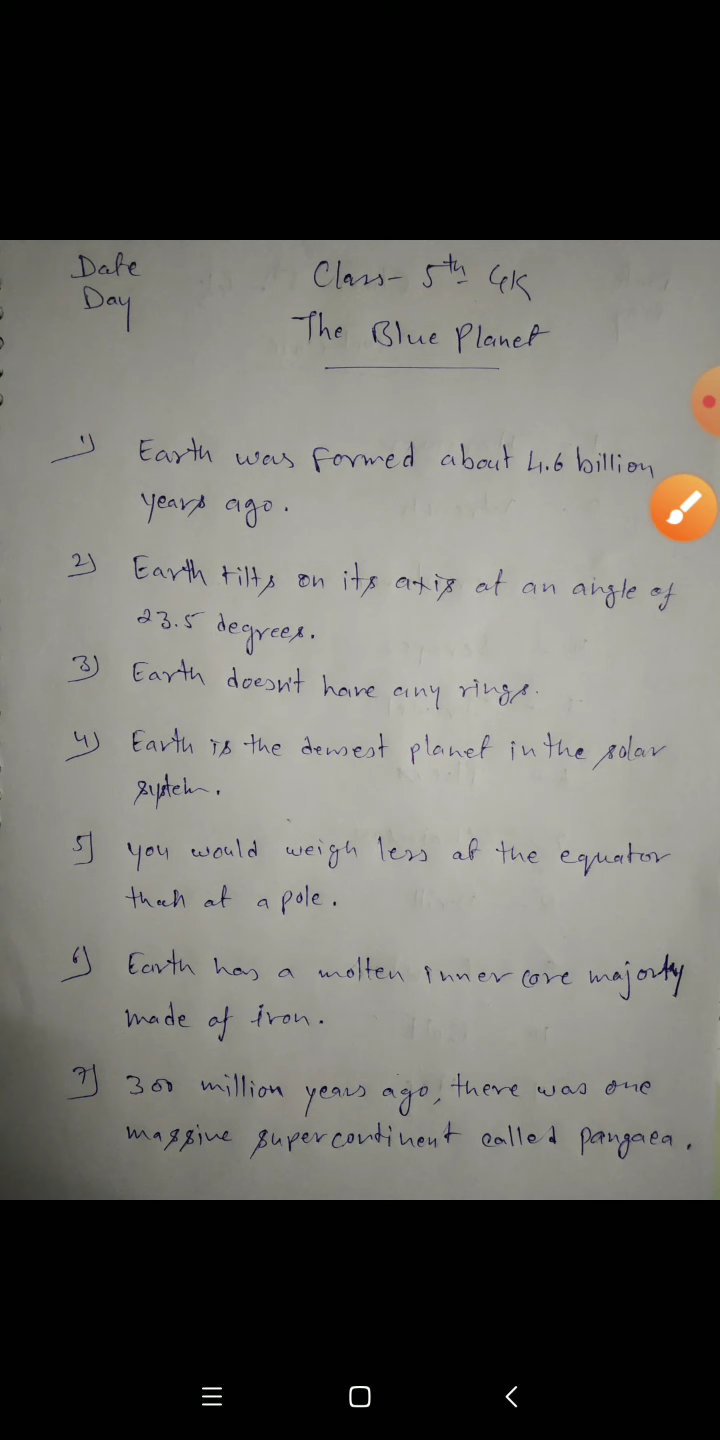 Date
Class- 5th GK
Day
The Blue Planet
1) Earth was formed about 4.6 billion
years ago.
2) Earth tilts on its axis at an angle of
23.5 degrees.
3) Earth doesn't have any rings.
4) Earth is the densest planet in the solar
system.
5) you would weigh less at the equator
than at a pole.
6) Earth has a molten inner core majorty
made of iron.
7) 300 million years ago, there was one
massive supercontinent called pangaea.